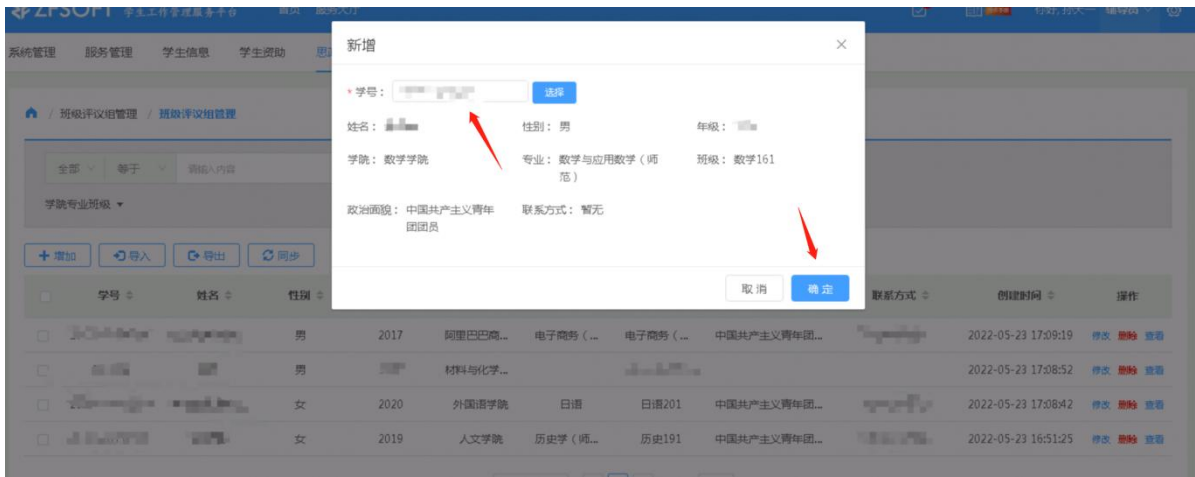 ZFSOFT 学生工作管理服务平台 首页 服务大厅
系统管理 服务管理 学生信息 学生资助
新增
* 学号： 选择
姓名： 性别： 男 年级：
学院： 数学学院 专业： 数学与应用数学（师范） 班级： 数学161
政治面貌： 中国共产主义青年团团员 联系方式： 暂无
取消 确定
/ 班级评议组管理 / 班级评议组管理
全部 等于 请输入内容
学院专业班级
增加 导入 导出 同步
学号 姓名 性别 联系方式 创建时间 操作
男 2017 阿里巴巴商... 电子商务（... 电子商务（... 中国共产主义青年团... 2022-05-23 17:09:19 修改 删除 查看
男 材料与化学... 2022-05-23 17:08:52 修改 删除 查看
女 2020 外国语学院 日语 日语201 中国共产主义青年团... 2022-05-23 17:08:42 修改 删除 查看
女 2019 人文学院 历史学（师... 历史191 中国共产主义青年团... 2022-05-23 16:51:25 修改 删除 查看